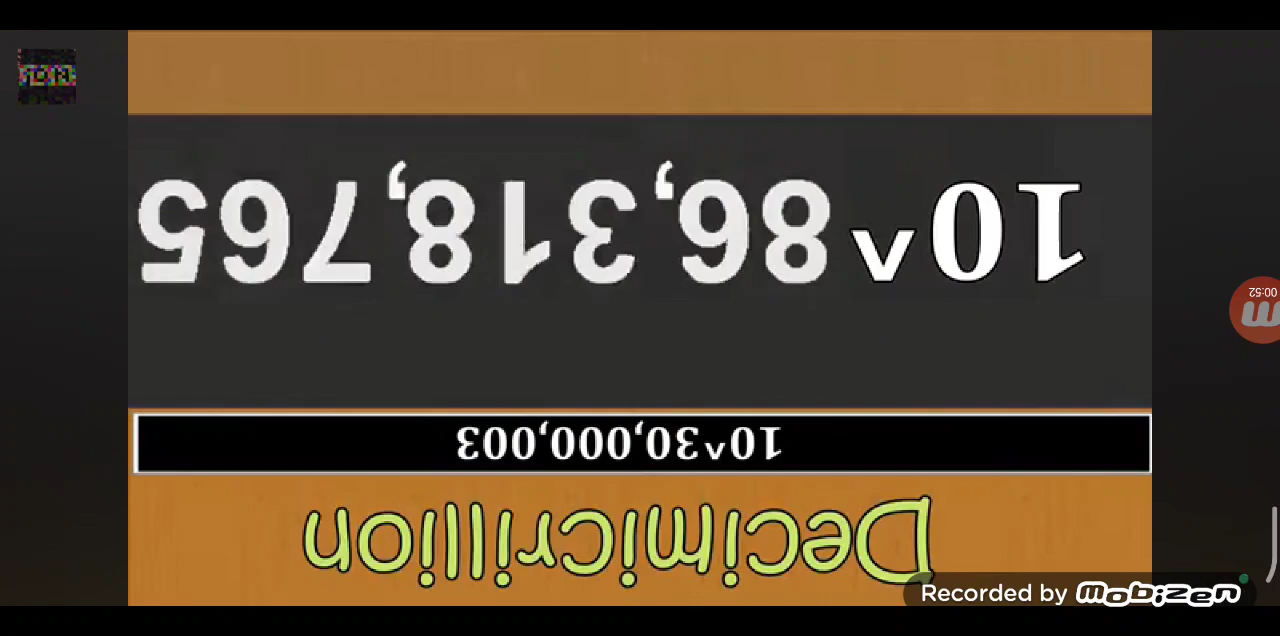 Decimicrillion
10^30,000,003
10^86,318,765
00:52
Recorded by mobizen